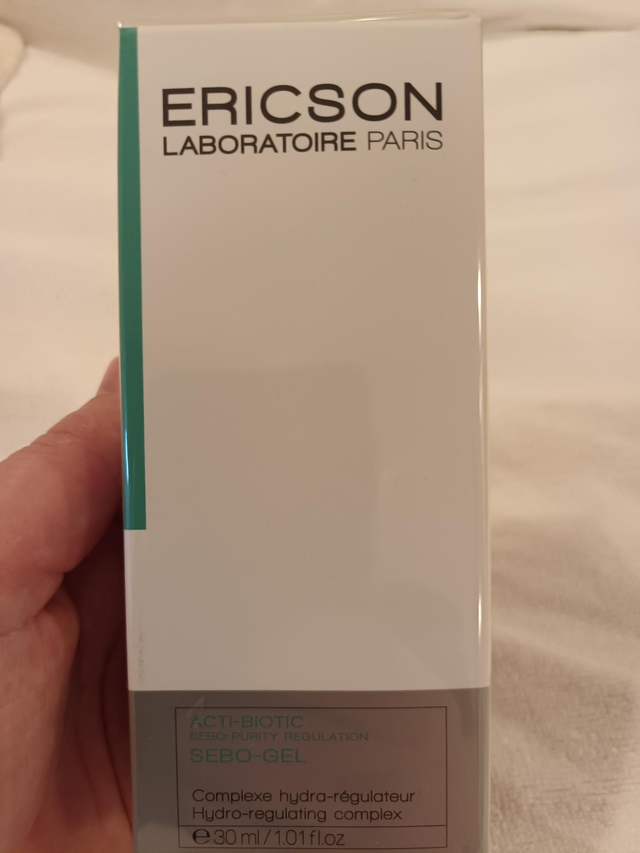 ERICSON
LABORATOIRE PARIS
ACTI-BIOTIC
SEBO-PURITY REGULATION
SEBO-GEL
Complexe hydra-régulateur
Hydro-regulating complex
℮ 30 ml / 1.01 fl.oz